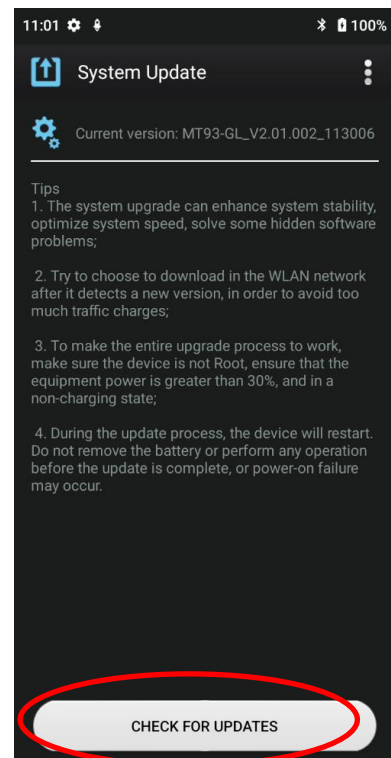 11:01 100%
System Update
Current version: MT93-GL_V2.01.002_113006
Tips
1. The system upgrade can enhance system stability,
optimize system speed, solve some hidden software
problems;
2. Try to choose to download in the WLAN network
after it detects a new version, in order to avoid too
much traffic charges;
3. To make the entire upgrade process to work,
make sure the device is not Root, ensure that the
equipment power is greater than 30%, and in a
non-charging state;
4. During the update process, the device will restart.
Do not remove the battery or perform any operation
before the update is complete, or power-on failure
may occur.
CHECK FOR UPDATES